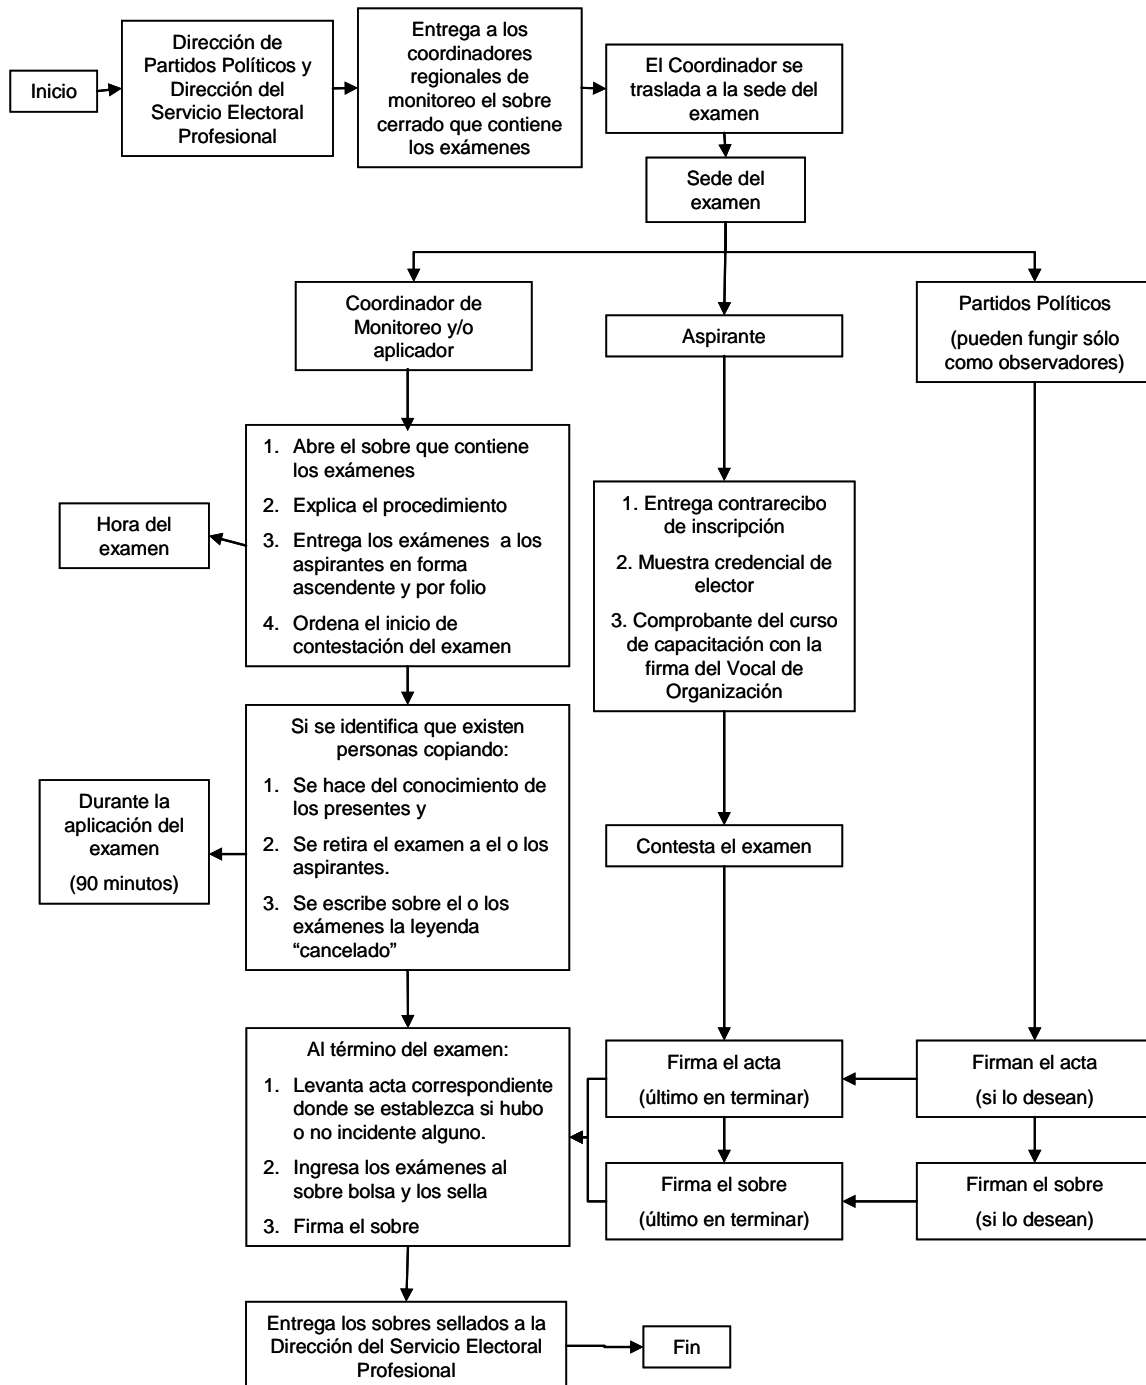 Inicio
Dirección de
Partidos Políticos y
Dirección del
Servicio Electoral
Profesional
Entrega a los
coordinadores
regionales de
monitoreo el sobre
cerrado que contiene
los exámenes
El Coordinador se
traslada a la sede del
examen
Sede del
examen
Coordinador de
Monitoreo y/o
aplicador
Aspirante
Partidos Políticos
(pueden fungir sólo
como observadores)
1. Abre el sobre que contiene
los exámenes
2. Explica el procedimiento
3. Entrega los exámenes a los
aspirantes en forma
ascendente y por folio
4. Ordena el inicio de
contestación del examen
Hora del
examen
1. Entrega contrarecibo
de inscripción
2. Muestra credencial de
elector
3. Comprobante del curso
de capacitación con la
firma del Vocal de
Organización
Si se identifica que existen
personas copiando:
1. Se hace del conocimiento de
los presentes y
2. Se retira el examen a el o los
aspirantes.
3. Se escribe sobre el o los
exámenes la leyenda
“cancelado”
Durante la
aplicación del
examen
(90 minutos)
Contesta el examen
Al término del examen:
1. Levanta acta correspondiente
donde se establezca si hubo
o no incidente alguno.
2. Ingresa los exámenes al
sobre bolsa y los sella
3. Firma el sobre
Firma el acta
(último en terminar)
Firman el acta
(si lo desean)
Firma el sobre
(último en terminar)
Firman el sobre
(si lo desean)
Entrega los sobres sellados a la
Dirección del Servicio Electoral
Profesional
Fin